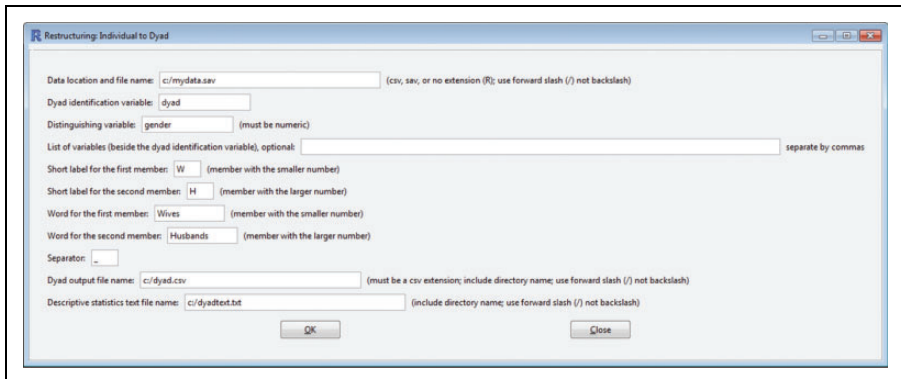 Restructuring: Individual to Dyad
Data location and file name: c:/mydata.sav (csv, sav, or no extension (R); use forward slash (/) not backslash)
Dyad identification variable: dyad
Distinguishing variable: gender (must be numeric)
List of variables (beside the dyad identification variable), optional: separate by commas
Short label for the first member: W (member with the smaller number)
Short label for the second member: H (member with the larger number)
Word for the first member: Wives (member with the smaller number)
Word for the second member: Husbands (member with the larger number)
Separator: _
Dyad output file name: c:/dyad.csv (must be a csv extension; include directory name; use forward slash (/) not backslash)
Descriptive statistics text file name: c:/dyadtext.txt (include directory name; use forward slash (/) not backslash)
OK Close